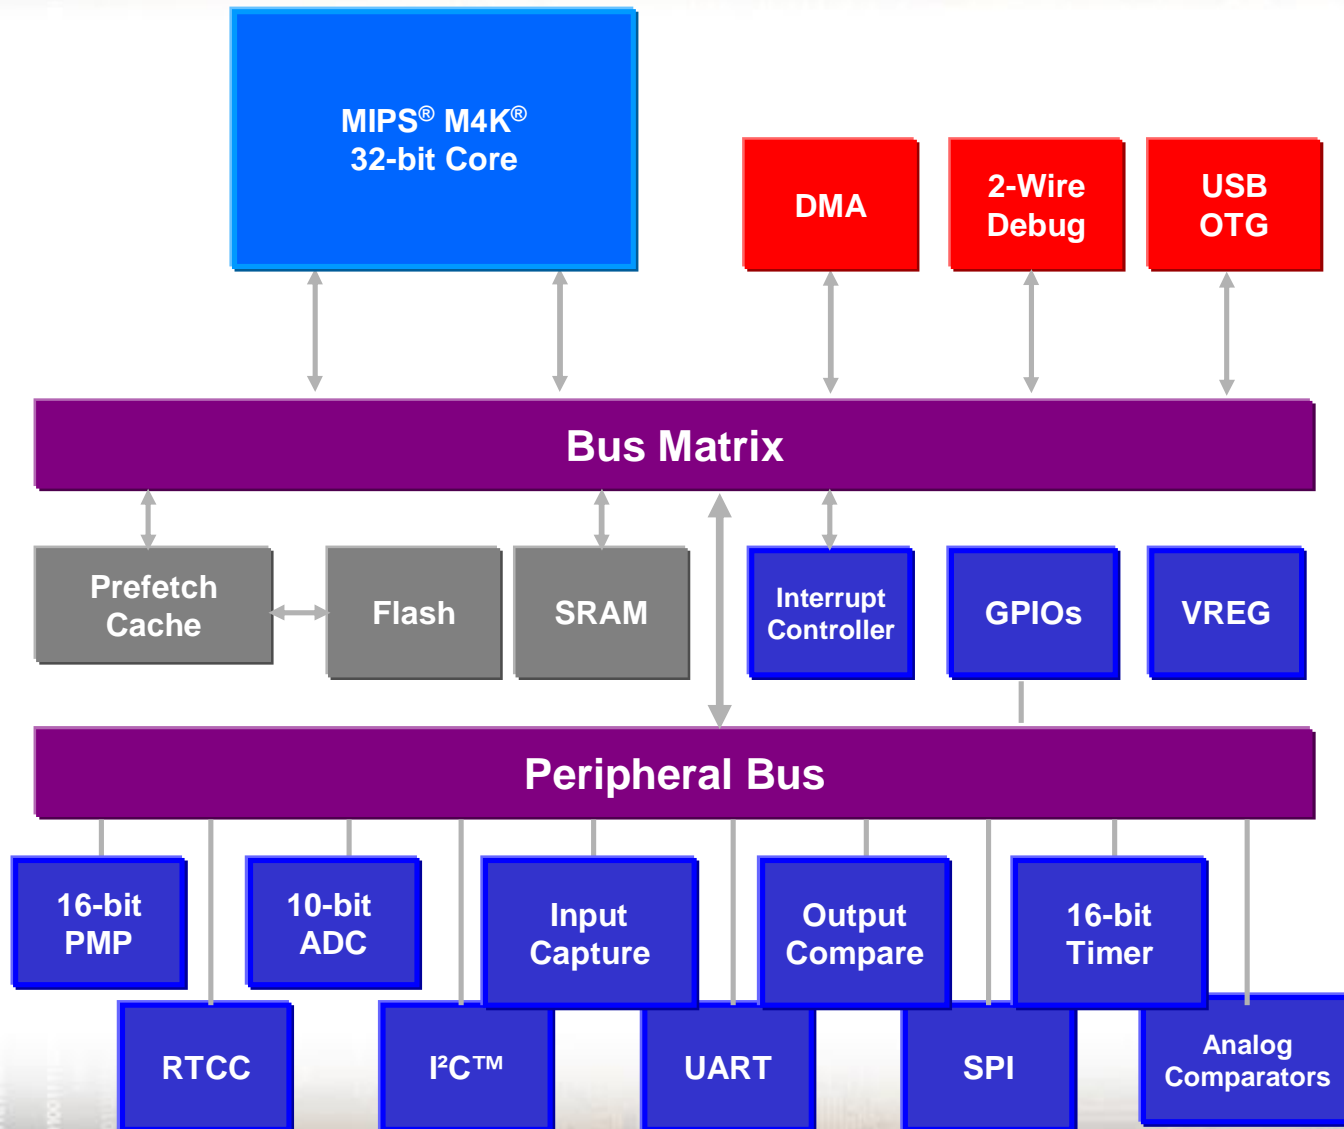 MIPS® M4K®
32-bit Core
DMA
2-Wire
Debug
USB
OTG
Bus Matrix
Prefetch
Cache
Flash
SRAM
Interrupt
Controller
GPIOs
VREG
Peripheral Bus
16-bit
PMP
10-bit
ADC
Input
Capture
Output
Compare
16-bit
Timer
RTCC
I²C™
UART
SPI
Analog
Comparators